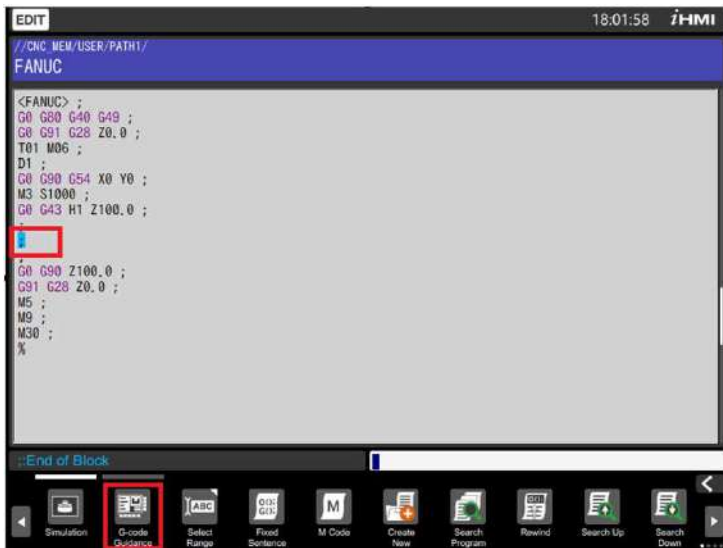 EDIT
18:01:58 iHMI
//CNC_MEM/USER/PATH1/
FANUC
<FANUC> ;
G0 G80 G40 G49 ;
G0 G91 G28 Z0.0 ;
T01 M06 ;
D1 ;
G0 G90 G54 X0 Y0 ;
M3 S1000 ;
G0 G43 H1 Z100.0 ;
;
;
;
G0 G90 Z100.0 ;
G91 G28 Z0.0 ;
M5 ;
M9 ;
M30 ;
%
;:End of Block
Simulation
G-code Guidance
ABC
Select Range
Fixed Sentence
M
M Code
Create New
Search Program
Rewind
Search Up
Search Down